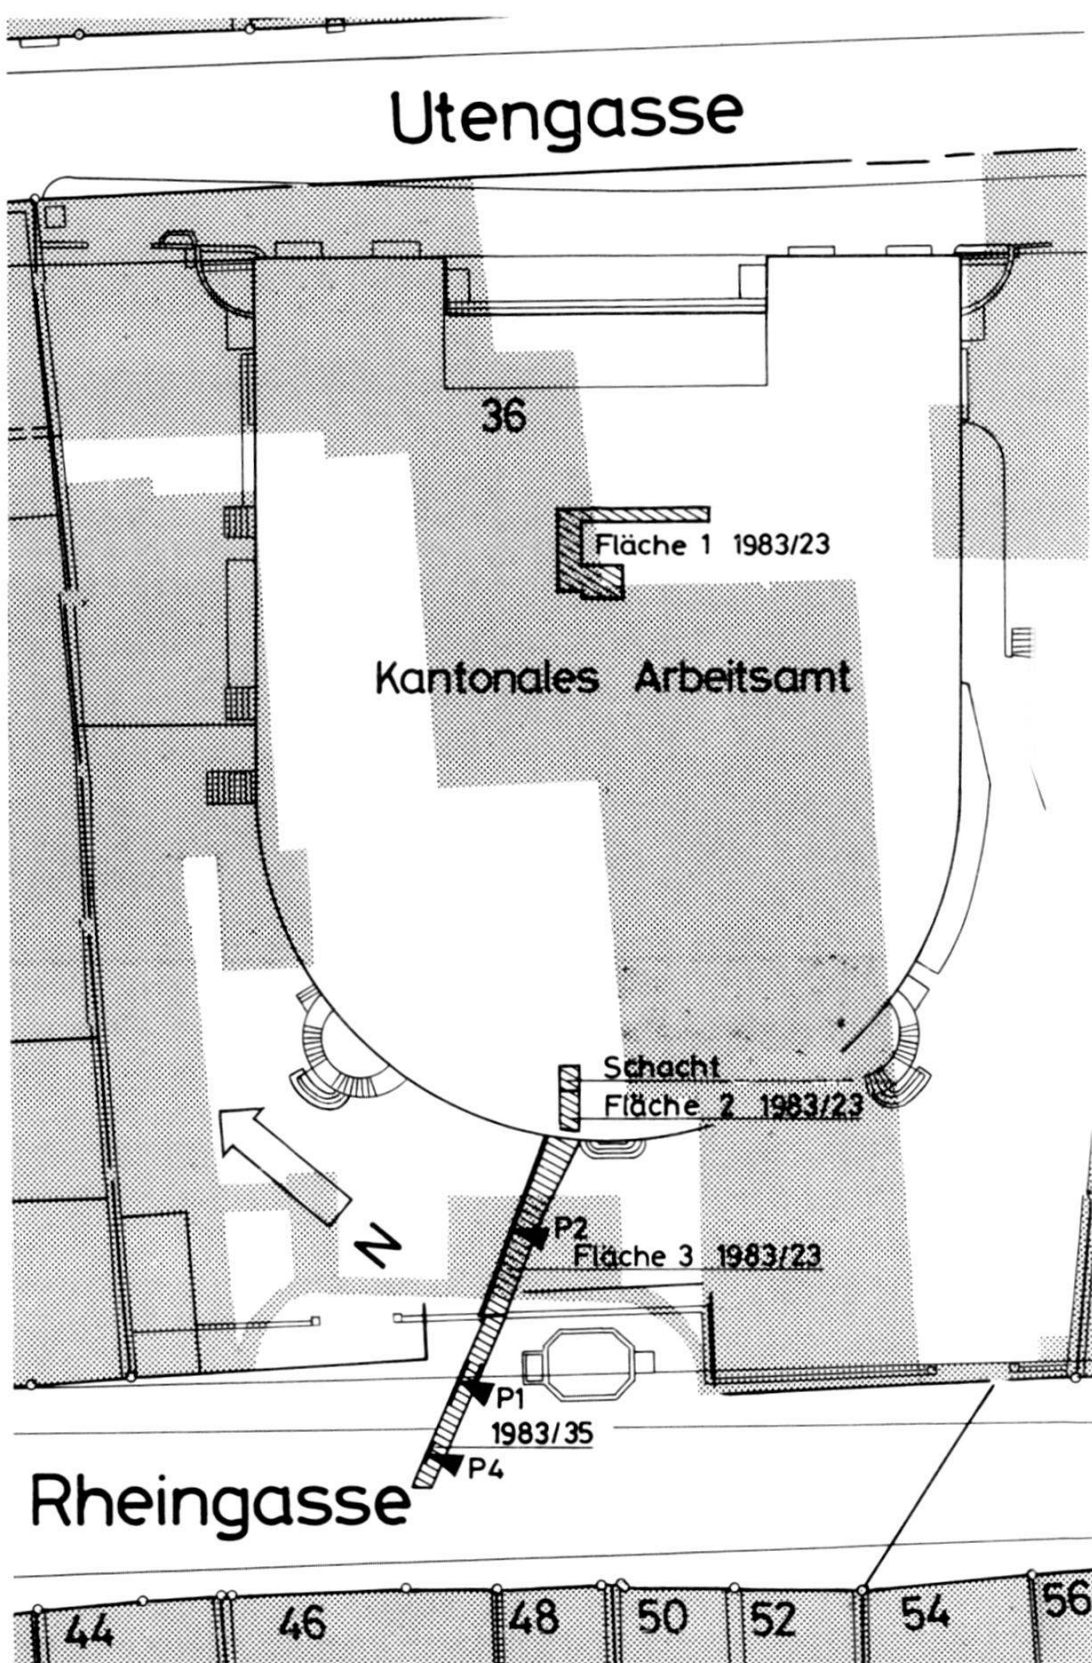 Utengasse
36
Fläche 1 1983/23
Kantonales Arbeitsamt
Schacht
Fläche 2 1983/23
N
P2
Fläche 3 1983/23
P1
1983/35
P4
Rheingasse
44 46 48 50 52 54 56